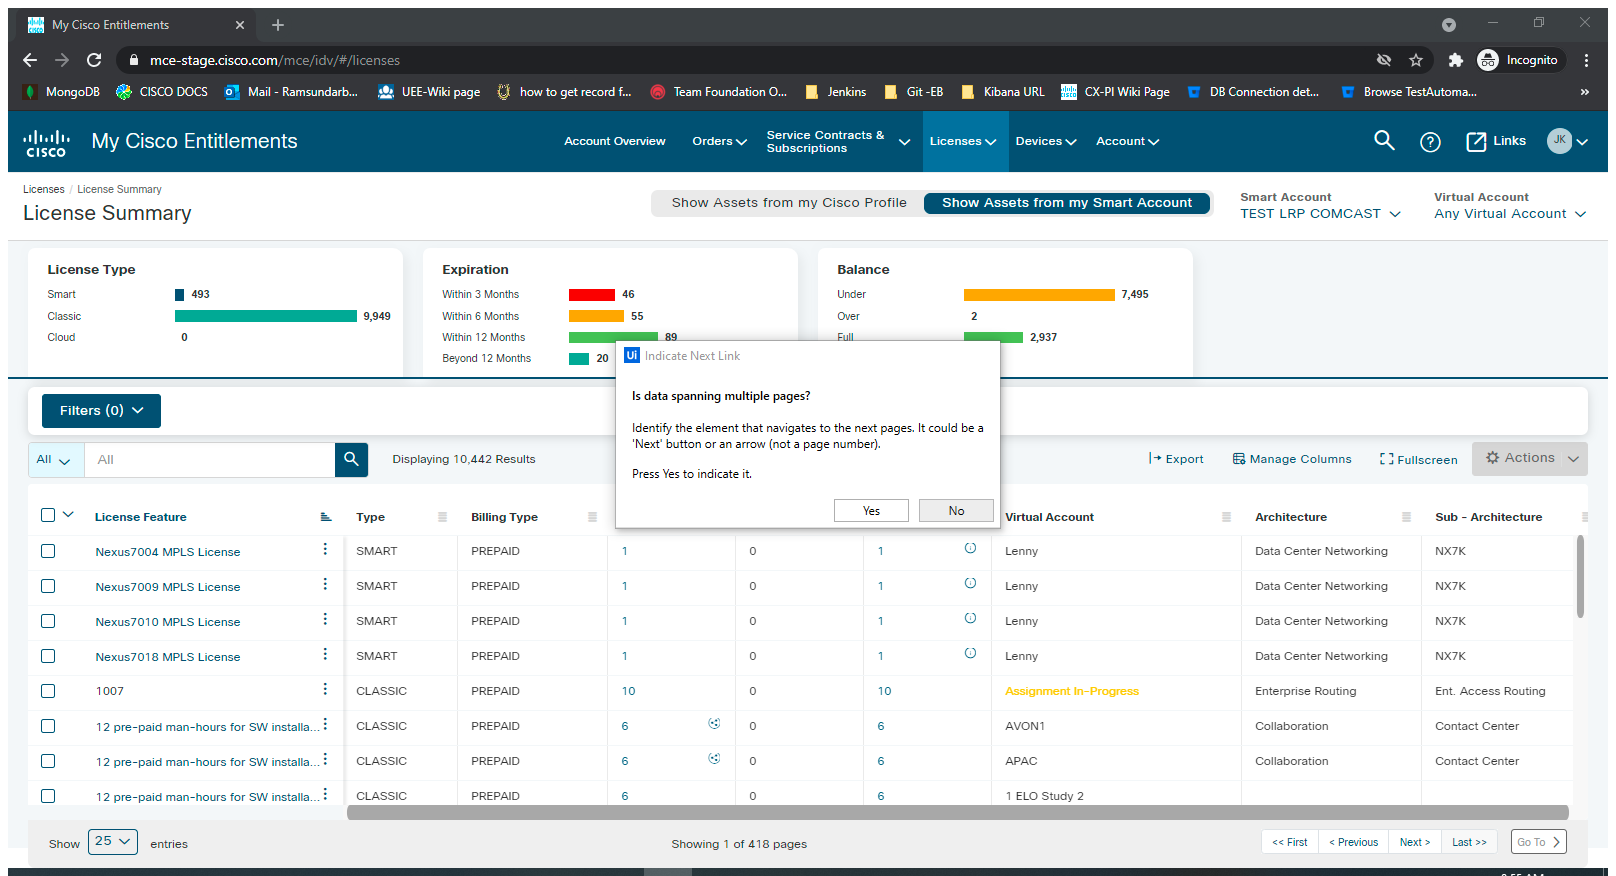 My Cisco Entitlements
mce-stage.cisco.com/mce/idv/#/licenses
Incognito
MongoDB
CISCO DOCS
Mail - Ramsundarb...
UEE-Wiki page
how to get record f...
Team Foundation O...
Jenkins
Git -EB
Kibana URL
CX-PI Wiki Page
DB Connection det...
Browse TestAutoma...
»
CISCO
My Cisco Entitlements
Account Overview
Orders
Service Contracts &
Subscriptions
Licenses
Devices
Account
Links
JK
Licenses / License Summary
License Summary
Show Assets from my Cisco Profile
Show Assets from my Smart Account
Smart Account
TEST LRP COMCAST
Virtual Account
Any Virtual Account
License Type
Smart 493
Classic 9,949
Cloud 0
Expiration
Within 3 Months 46
Within 6 Months 55
Within 12 Months 89
Beyond 12 Months 20
Balance
Under 7,495
Over 2
Full 2,937
Ui Indicate Next Link
Is data spanning multiple pages?
Identify the element that navigates to the next pages. It could be a
'Next' button or an arrow (not a page number).
Press Yes to indicate it.
Yes
No
Filters (0)
All
All
Displaying 10,442 Results
Export
Manage Columns
Fullscreen
Actions
License Feature Type Billing Type Virtual Account Architecture Sub - Architecture
Nexus7004 MPLS License SMART PREPAID 1 0 1 Lenny Data Center Networking NX7K
Nexus7009 MPLS License SMART PREPAID 1 0 1 Lenny Data Center Networking NX7K
Nexus7010 MPLS License SMART PREPAID 1 0 1 Lenny Data Center Networking NX7K
Nexus7018 MPLS License SMART PREPAID 1 0 1 Lenny Data Center Networking NX7K
1007 CLASSIC PREPAID 10 0 10 Assignment In-Progress Enterprise Routing Ent. Access Routing
12 pre-paid man-hours for SW installa... CLASSIC PREPAID 6 0 6 AVON1 Collaboration Contact Center
12 pre-paid man-hours for SW installa... CLASSIC PREPAID 6 0 6 APAC Collaboration Contact Center
12 pre-paid man-hours for SW installa... CLASSIC PREPAID 6 0 6 1 ELO Study 2
Show 25 entries
Showing 1 of 418 pages
<< First
< Previous
Next >
Last >>
Go To